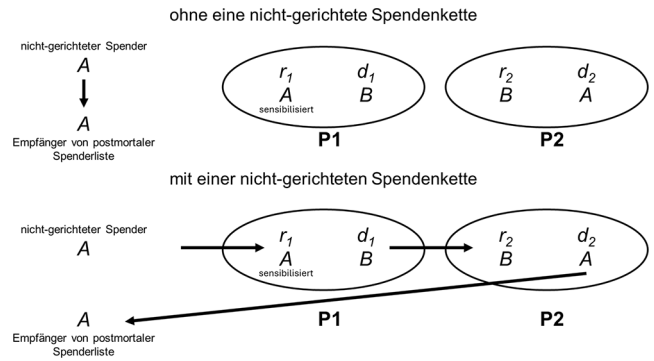 ohne eine nicht-gerichtete Spendenkette
nicht-gerichteter Spender
A
A
Empfänger von postmortaler
Spenderliste
r1 d1
A B
sensibilisiert
P1
r2 d2
B A
P2
mit einer nicht-gerichteten Spendenkette
nicht-gerichteter Spender
A
r1 d1
A B
sensibilisiert
P1
r2 d2
B A
P2
A
Empfänger von postmortaler
Spenderliste